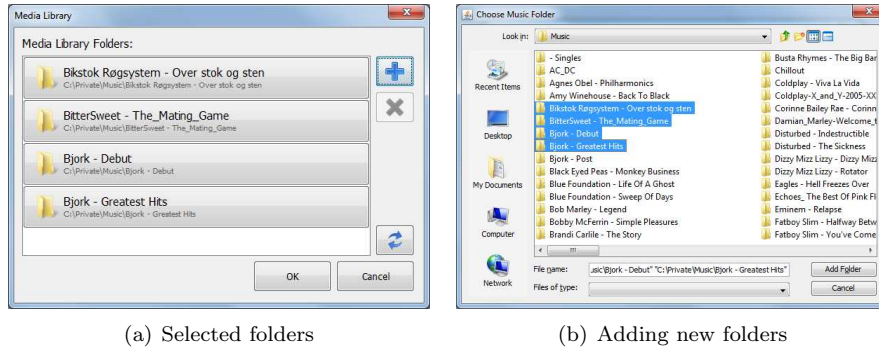 Media Library
Media Library Folders:
Bikstok Røgsystem - Over stok og sten
C:\Private\Music\Bikstok Røgsystem - Over stok og sten
BitterSweet - The_Mating_Game
C:\Private\Music\BitterSweet - The_Mating_Game
Bjork - Debut
C:\Private\Music\Bjork - Debut
Bjork - Greatest Hits
C:\Private\Music\Bjork - Greatest Hits
OK
Cancel
(a) Selected folders
Choose Music Folder
Look in:
Music
Recent Items
Desktop
My Documents
Computer
Network
- Singles
AC_DC
Agnes Obel - Philharmonics
Amy Winehouse - Back To Black
Bikstok Røgsystem - Over stok og sten
BitterSweet - The_Mating_Game
Bjork - Debut
Bjork - Greatest Hits
Bjork - Post
Black Eyed Peas - Monkey Business
Blue Foundation - Life Of A Ghost
Blue Foundation - Sweep Of Days
Bob Marley - Legend
Bobby McFerrin - Simple Pleasures
Brandi Carlile - The Story
Busta Rhymes - The Big Ban
Chillout
Coldplay - Viva La Vida
Coldplay-X_and_Y-2005-XX
Corinne Bailey Rae - Corinn
Damian_Marley-Welcome_t
Disturbed - Indestructible
Disturbed - The Sickness
Dizzy Mizz Lizzy - Dizzy Miz
Dizzy Mizz Lizzy - Rotator
Eagles - Hell Freezes Over
Echoes_ The Best Of Pink Fl
Eminem - Relapse
Fatboy Slim - Halfway Betw
Fatboy Slim - You've Come
File name:
usic\Bjork - Debut" "C:\Private\Music\Bjork - Greatest Hits"
Add Folder
Files of type:
Cancel
(b) Adding new folders